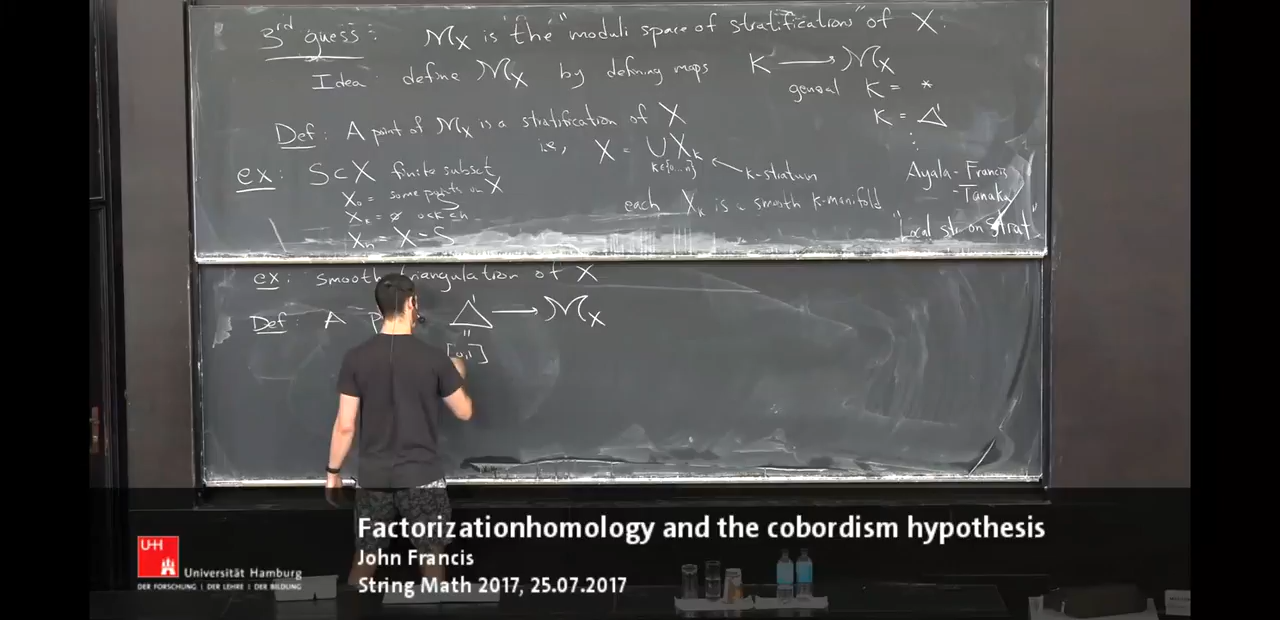 3rd guess: M_X is "the" "moduli space of stratifications" of X.
Idea: define M_X by defining maps K → M_X
general K = *
K = Δ¹
⋮
Def: A point of M_X is a stratification of X
i.e., X = ∪ X_k
k∈{0...n}
k-stratum
each X_k is a smooth k-manifold
Ayala - Francis
- Tanaka
"Local str on Strat"
ex: S⊂X finite subset
X_0 = some points on X
X_k = ∅ 0<k<n
X_n = X - S
ex: smooth triangulation of X
Def: A Δ¹ → M_X
=
[0,1]
Factorizationhomology and the cobordism hypothesis
John Francis
String Math 2017, 25.07.2017
UH
Universität Hamburg
DER FORSCHUNG | DER LEHRE | DER BILDUNG